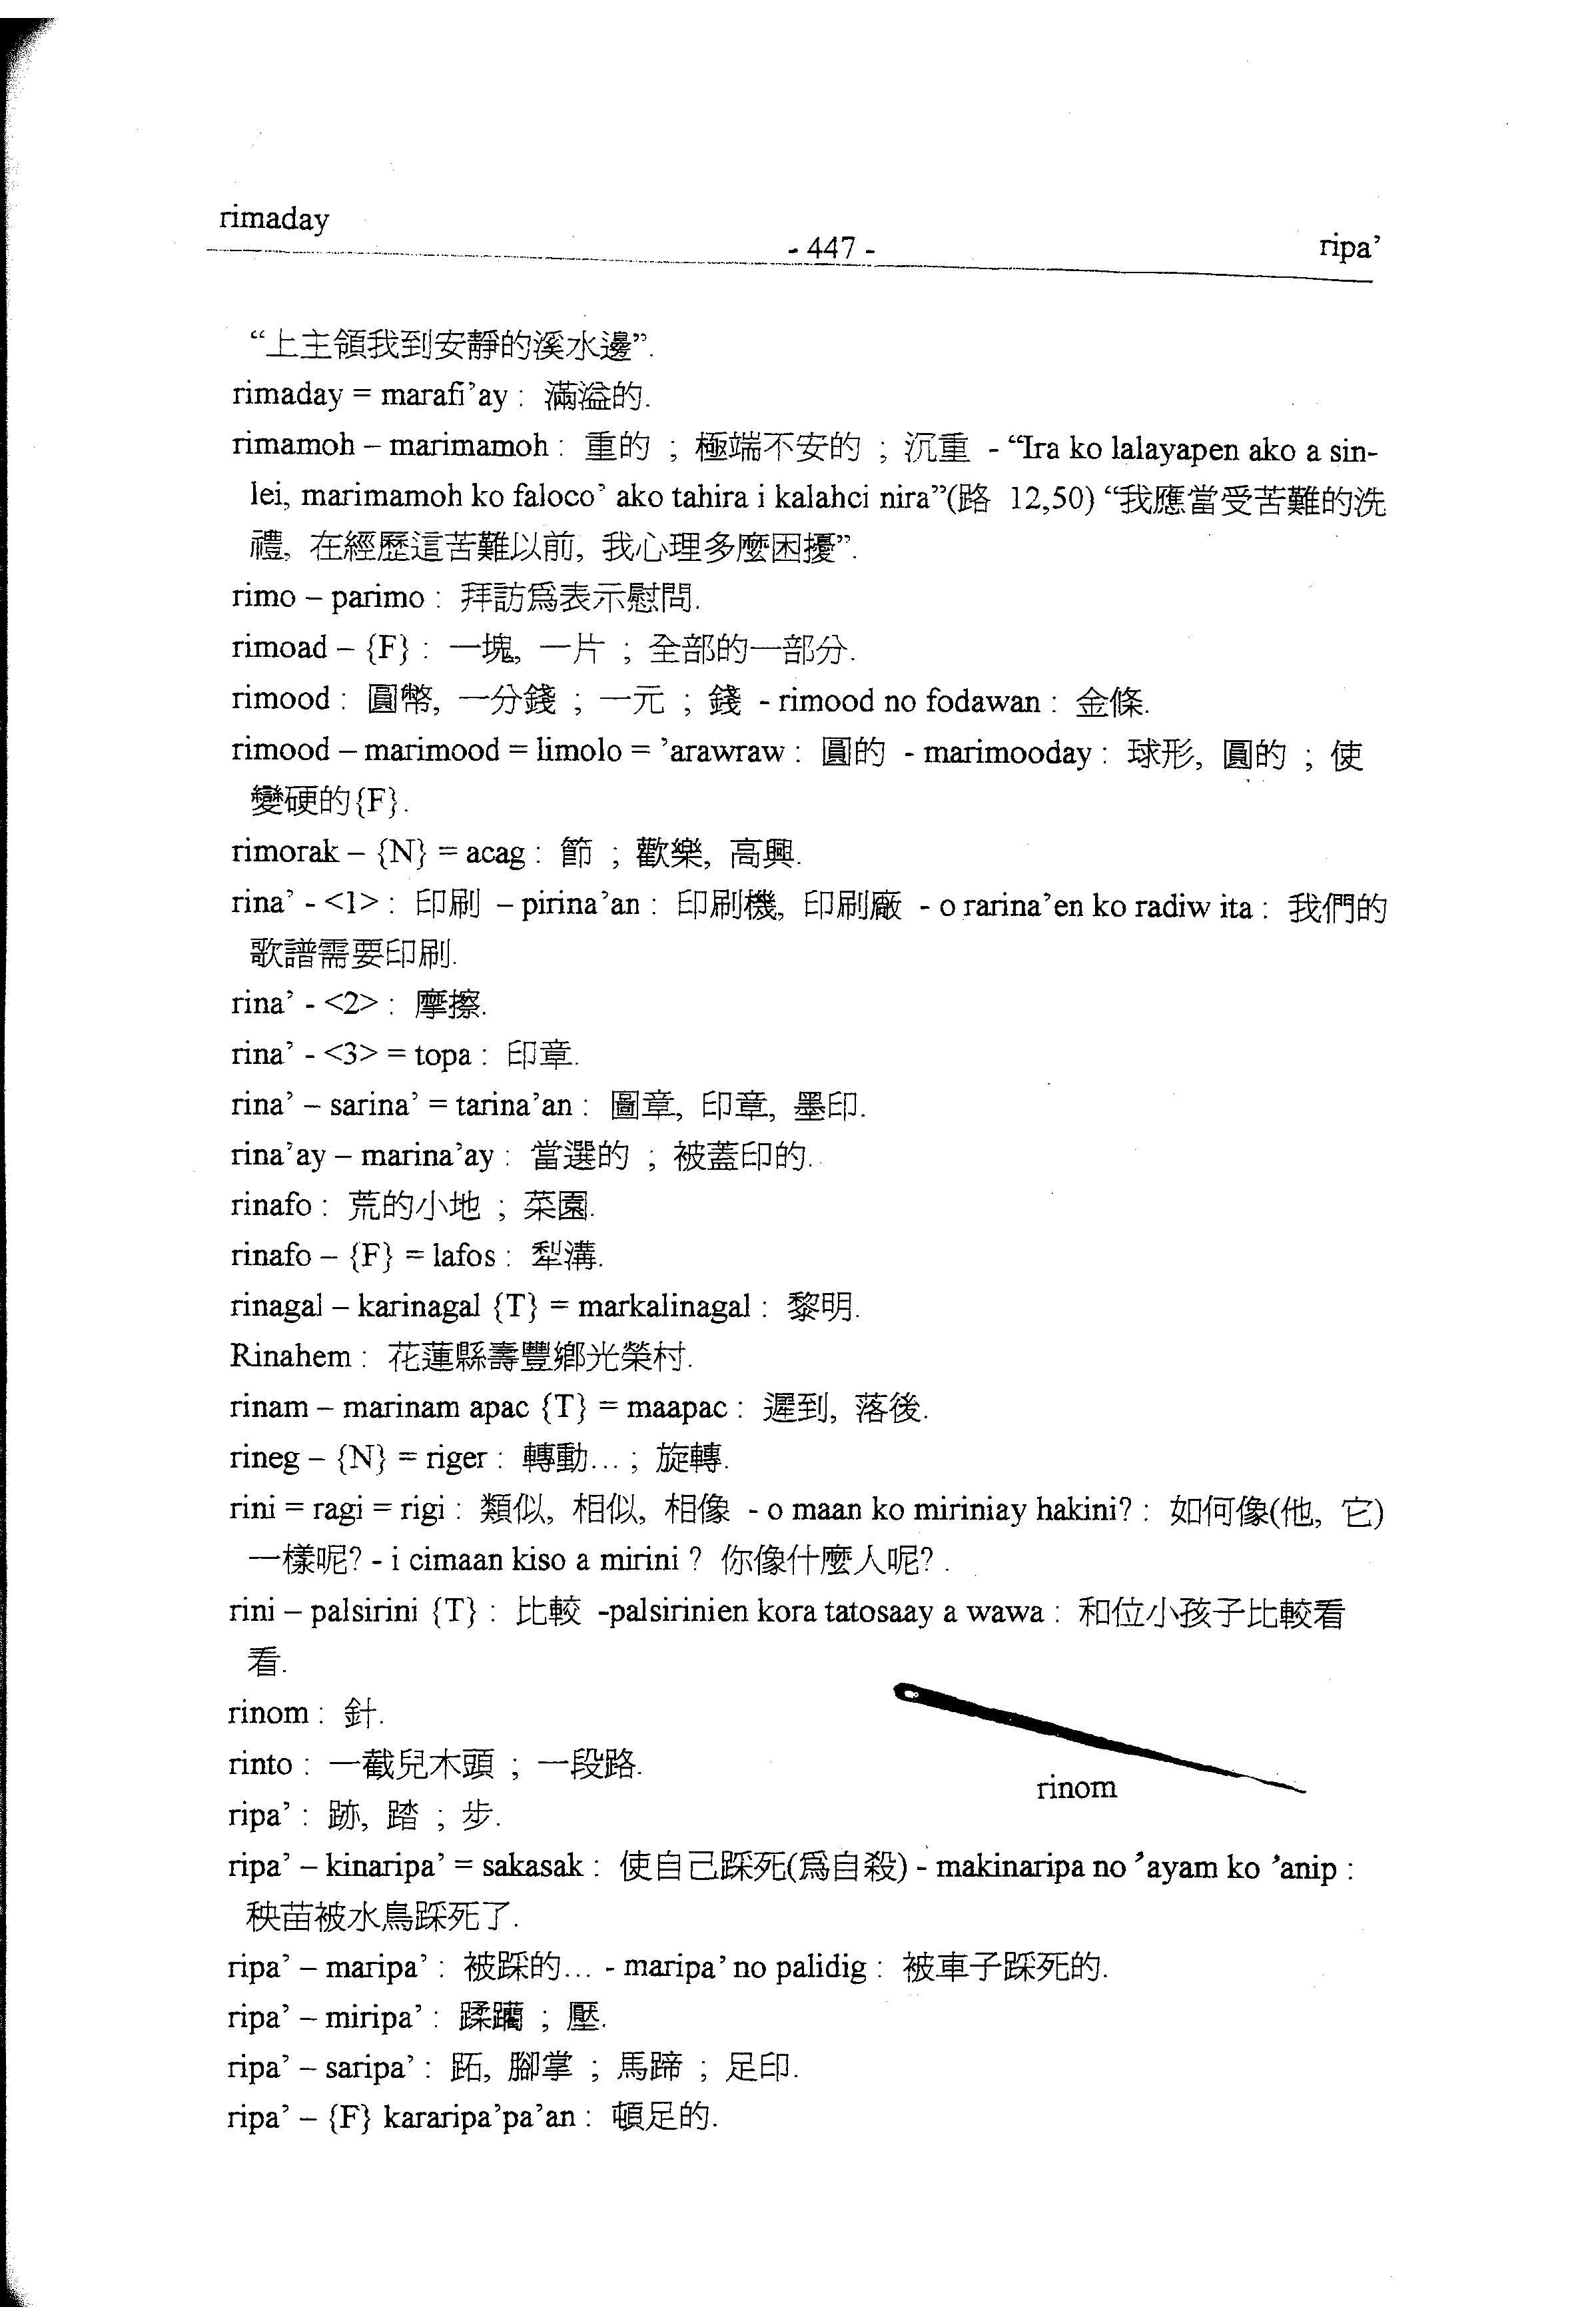 rimaday
- 447 -
ripa’
“上主領我到安靜的溪水邊”.
rimaday = marafi’ay : 滿溢的.
rimamoh – marimamoh : 重的 ; 極端不安的 ; 沉重 - “Ira ko lalayapen ako a sin-
lei, marimamoh ko faloco’ ako tahira i kalahci nira”(路 12,50) “我應當受苦難的洗
禮, 在經歷這苦難以前, 我心理多麼困擾”.
rimo – parimo : 拜訪爲表示慰問.
rimoad – {F} : 一塊, 一片 ; 全部的一部分.
rimood : 圓幣, 一分錢 ; 一元 ; 錢 - rimood no fodawan : 金條.
rimood – marimood = limolo = ’arawraw : 圓的 - marimooday : 球形, 圓的 ; 使
變硬的{F}.
rimorak – {N} = acag : 節 ; 歡樂, 高興.
rina’ - <1> : 印刷 – pirina’an : 印刷機, 印刷廠 - o rarina’en ko radiw ita : 我們的
歌譜需要印刷.
rina’ - <2> : 摩擦.
rina’ - <3> = topa : 印章.
rina’ – sarina’ = tarina’an : 圖章, 印章, 墨印.
rina’ay – marina’ay : 當選的 ; 被蓋印的.
rinafo : 荒的小地 ; 菜園.
rinafo – {F} = lafos : 犁溝.
rinagal – karinagal {T} = markalinagal : 黎明.
Rinahem : 花蓮縣壽豐鄉光榮村.
rinam – marinam apac {T} = maapac : 遲到, 落後.
rineg – {N} = riger : 轉動... ; 旋轉.
rini = ragi = rigi : 類似, 相似, 相像 - o maan ko miriniay hakini? : 如何像(他, 它)
一樣呢? - i cimaan kiso a mirini ? 你像什麼人呢? .
rini – palsirini {T} : 比較 -palsirinien kora tatosaay a wawa : 和位小孩子比較看
看.
rinom : 針.
rinto : 一截兒木頭 ; 一段路.
rinom
ripa’ : 跡, 踏 ; 步.
ripa’ – kinaripa’ = sakasak : 使自己踩死(爲自殺) - makinaripa no ’ayam ko ’anip :
秧苗被水鳥踩死了.
ripa’ – maripa’ : 被踩的... - maripa’ no palidig : 被車子踩死的.
ripa’ – miripa’ : 蹂躪 ; 壓.
ripa’ – saripa’ : 跖, 腳掌 ; 馬蹄 ; 足印.
ripa’ – {F} kararipa’pa’an : 頓足的.